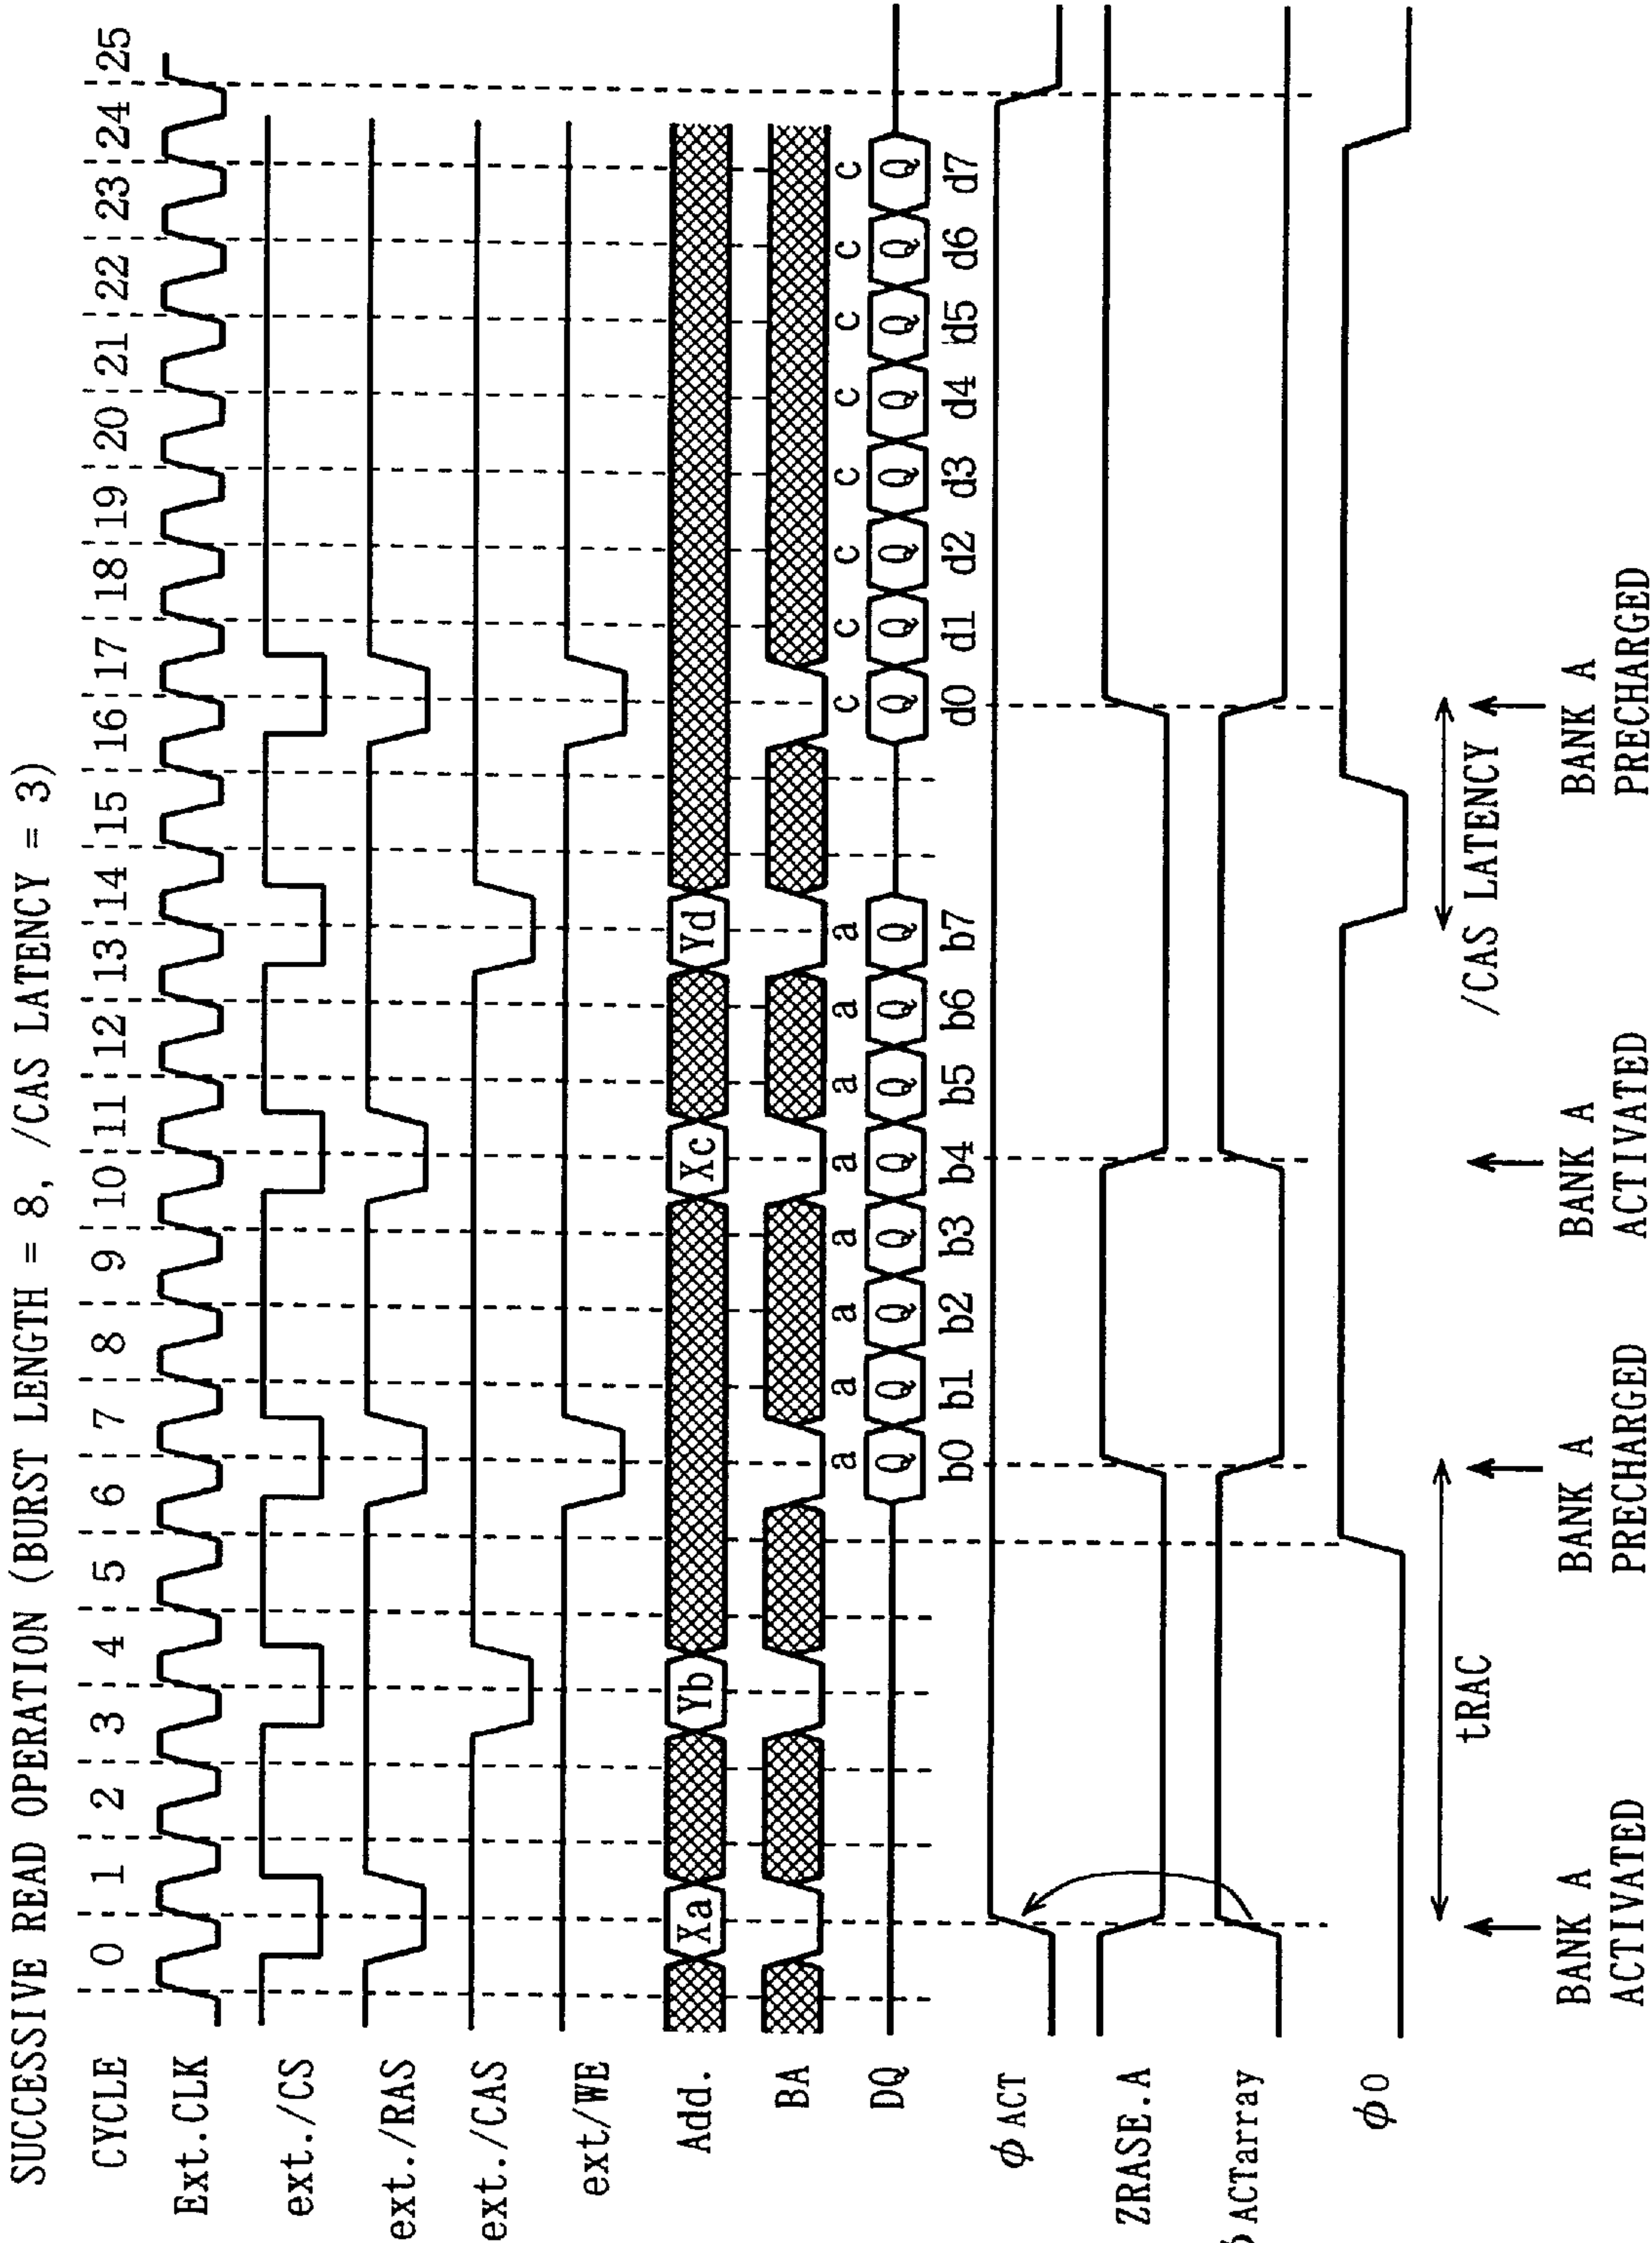 SUCCESSIVE READ OPERATION (BURST LENGTH = 8, /CAS LATENCY = 3)
CYCLE 0 1 2 3 4 5 6 7 8 9 10 11 12 13 14 15 16 17 18 19 20 21 22 23 24 25
Ext.CLK
ext./CS
ext./RAS
ext./CAS
ext/WE
Add. Xa Yb Xc Yd
BA
a a a a a a a a c c c c c c c c
DQ Q Q Q Q Q Q Q Q Q Q Q Q Q Q Q Q
b0 b1 b2 b3 b4 b5 b6 b7 d0 d1 d2 d3 d4 d5 d6 d7
ϕ ACT
ZRASE.A
ϕ ACTarray
ϕ O
tRAC /CAS LATENCY
BANK A ACTIVATED
BANK A PRECHARGED
BANK A ACTIVATED
BANK A PRECHARGED